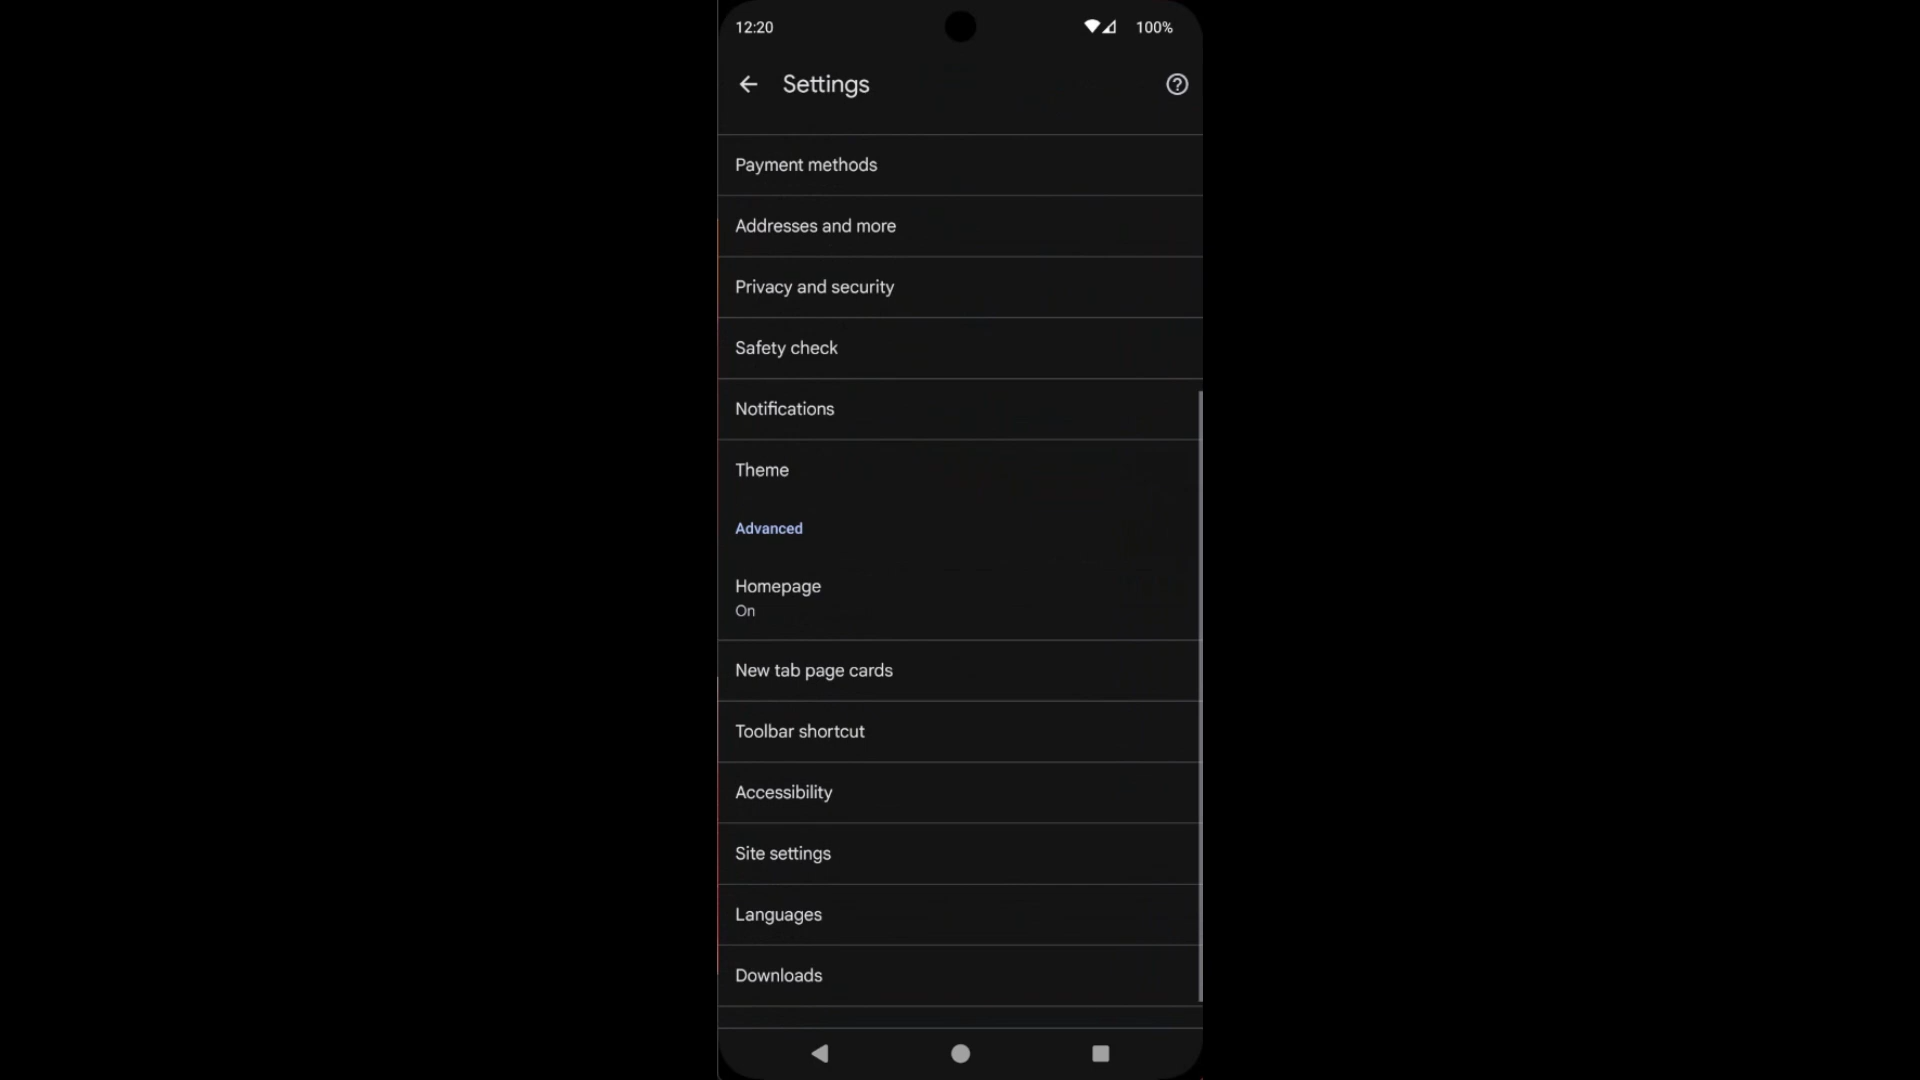 12:20
100%
Settings
Payment methods
Addresses and more
Privacy and security
Safety check
Notifications
Theme
Advanced
Homepage
On
New tab page cards
Toolbar shortcut
Accessibility
Site settings
Languages
Downloads